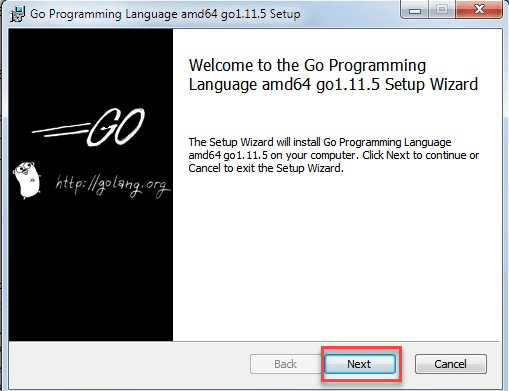 Go Programming Language amd64 go1.11.5 Setup
Welcome to the Go Programming
Language amd64 go1.11.5 Setup Wizard
GO
http://golang.org
The Setup Wizard will install Go Programming Language
amd64 go1.11.5 on your computer. Click Next to continue or
Cancel to exit the Setup Wizard.
Back
Next
Cancel